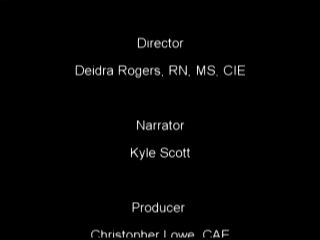 Director
Deidra Rogers, RN, MS, CIE
Narrator
Kyle Scott
Producer
Christopher Lowe, CAE